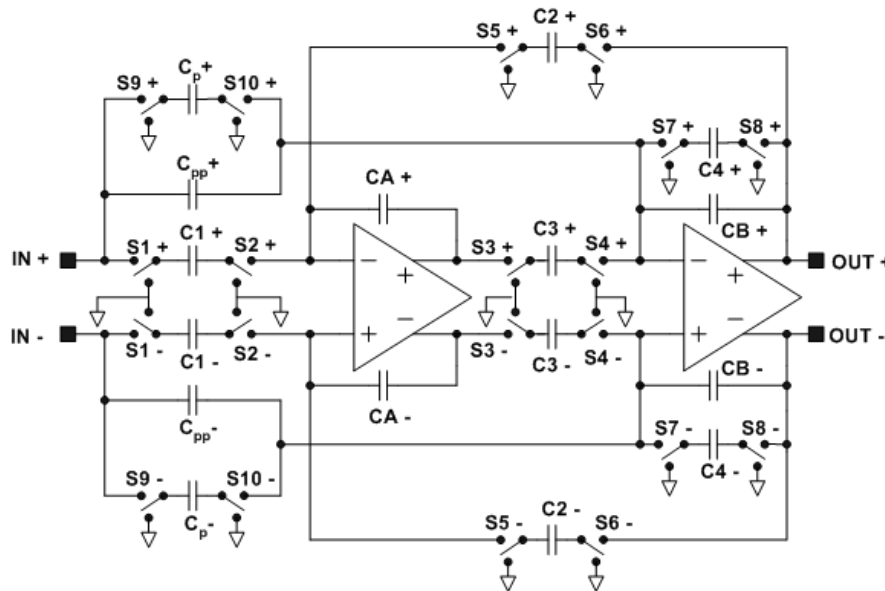 C2 +
S5 + S6 +
Cp+
S9 + S10 +
S7 + S8 +
C4 +
Cpp+
CA +
CB +
C1 +
S1 + S2 +
C3 +
S3 + S4 +
IN +
OUT +
− +
− +
IN -
OUT -
+ −
+ −
S1 - S2 -
C1 -
S3 - S4 -
C3 -
CA -
CB -
Cpp-
S7 - S8 -
C4 -
S9 - S10 -
Cp-
S5 - C2 - S6 -